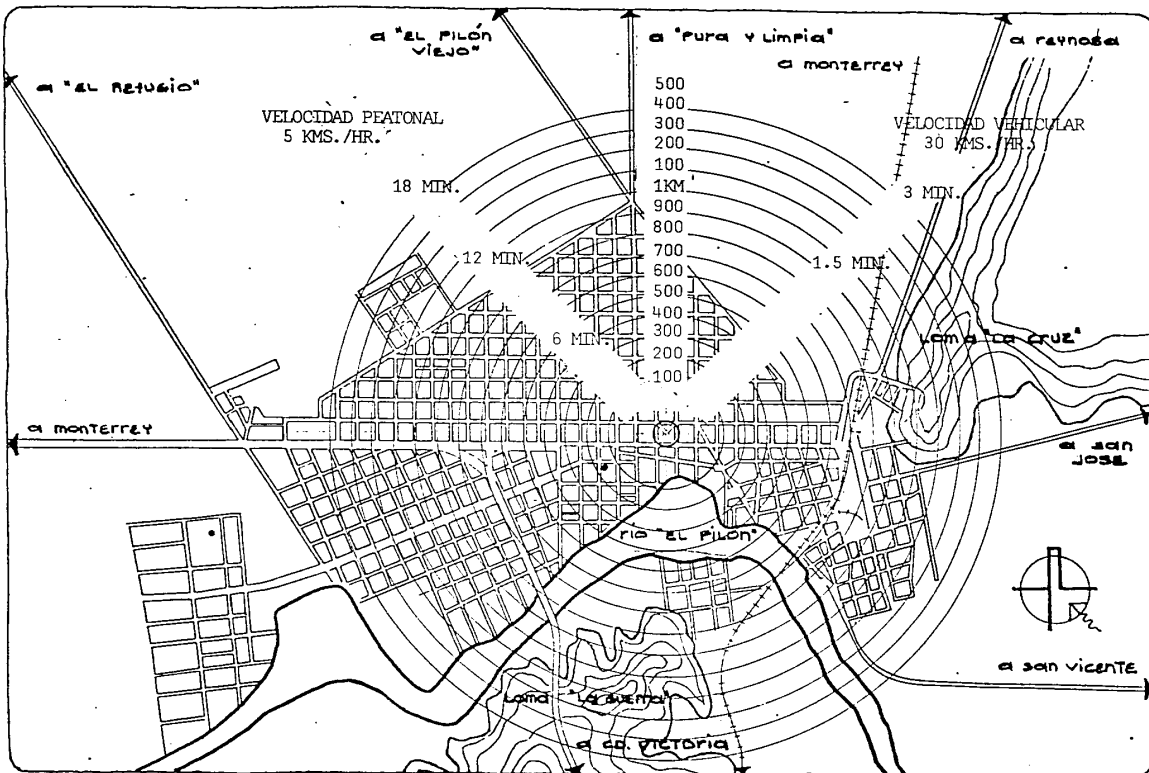 a "EL PILÓN
VIEJO"
a "PURA Y LIMPIA"
a REYNOSA
a MONTERREY
a "EL REFUGIO"
VELOCIDAD PEATONAL
5 KMS./HR.
VELOCIDAD VEHICULAR
30 KMS./HR.
500
400
300
200
100
1KM
900
800
700
600
500
400
300
200
100
18 MIN.
12 MIN
6 MIN.
3 MIN.
1.5 MIN.
LOMA "LA CRUZ"
a MONTERREY
a SAN
JOSE
RIO "EL PILON"
a SAN VICENTE
LOMA "LA
a CD. VICTORIA